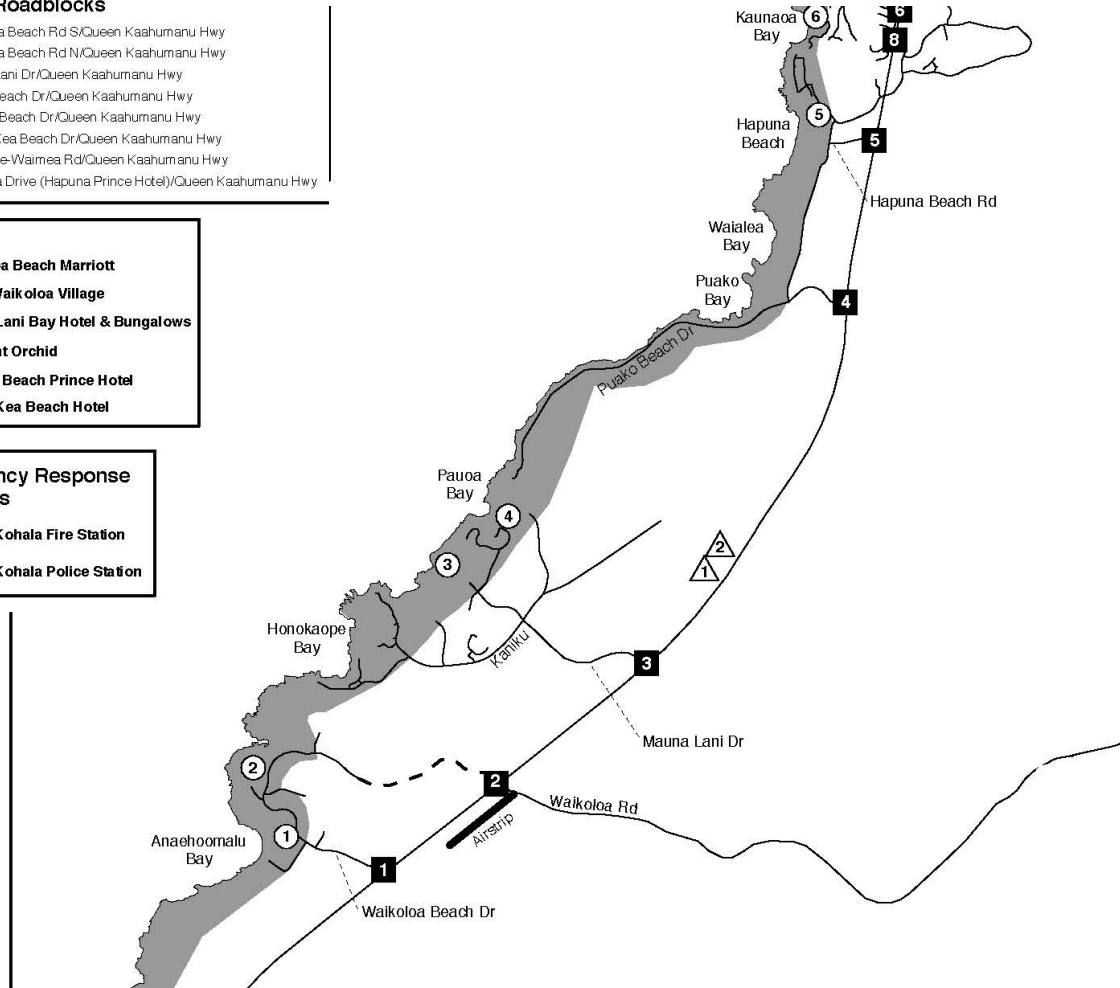 Roadblocks
a Beach Rd S/Queen Kaahumanu Hwy
a Beach Rd N/Queen Kaahumanu Hwy
ani Dr/Queen Kaahumanu Hwy
each Dr/Queen Kaahumanu Hwy
Beach Dr/Queen Kaahumanu Hwy
Kea Beach Dr/Queen Kaahumanu Hwy
e-Waimea Rd/Queen Kaahumanu Hwy
a Drive (Hapuna Prince Hotel)/Queen Kaahumanu Hwy
oa Beach Marriott
Waikoloa Village
Lani Bay Hotel & Bungalows
nt Orchid
Beach Prince Hotel
Kea Beach Hotel
ncy Response
s
Kohala Fire Station
Kohala Police Station
Kaunaoa
Bay
6
6
8
Hapuna
Beach
5
5
Hapuna Beach Rd
Waialea
Bay
Puako
Bay
4
Puako Beach Dr
Pauoa
Bay
4
3
2
1
Honokaope
Bay
Kaniku
3
Mauna Lani Dr
2
2
Waikoloa Rd
Airstrip
Anaehoomalu
Bay
1
1
Waikoloa Beach Dr